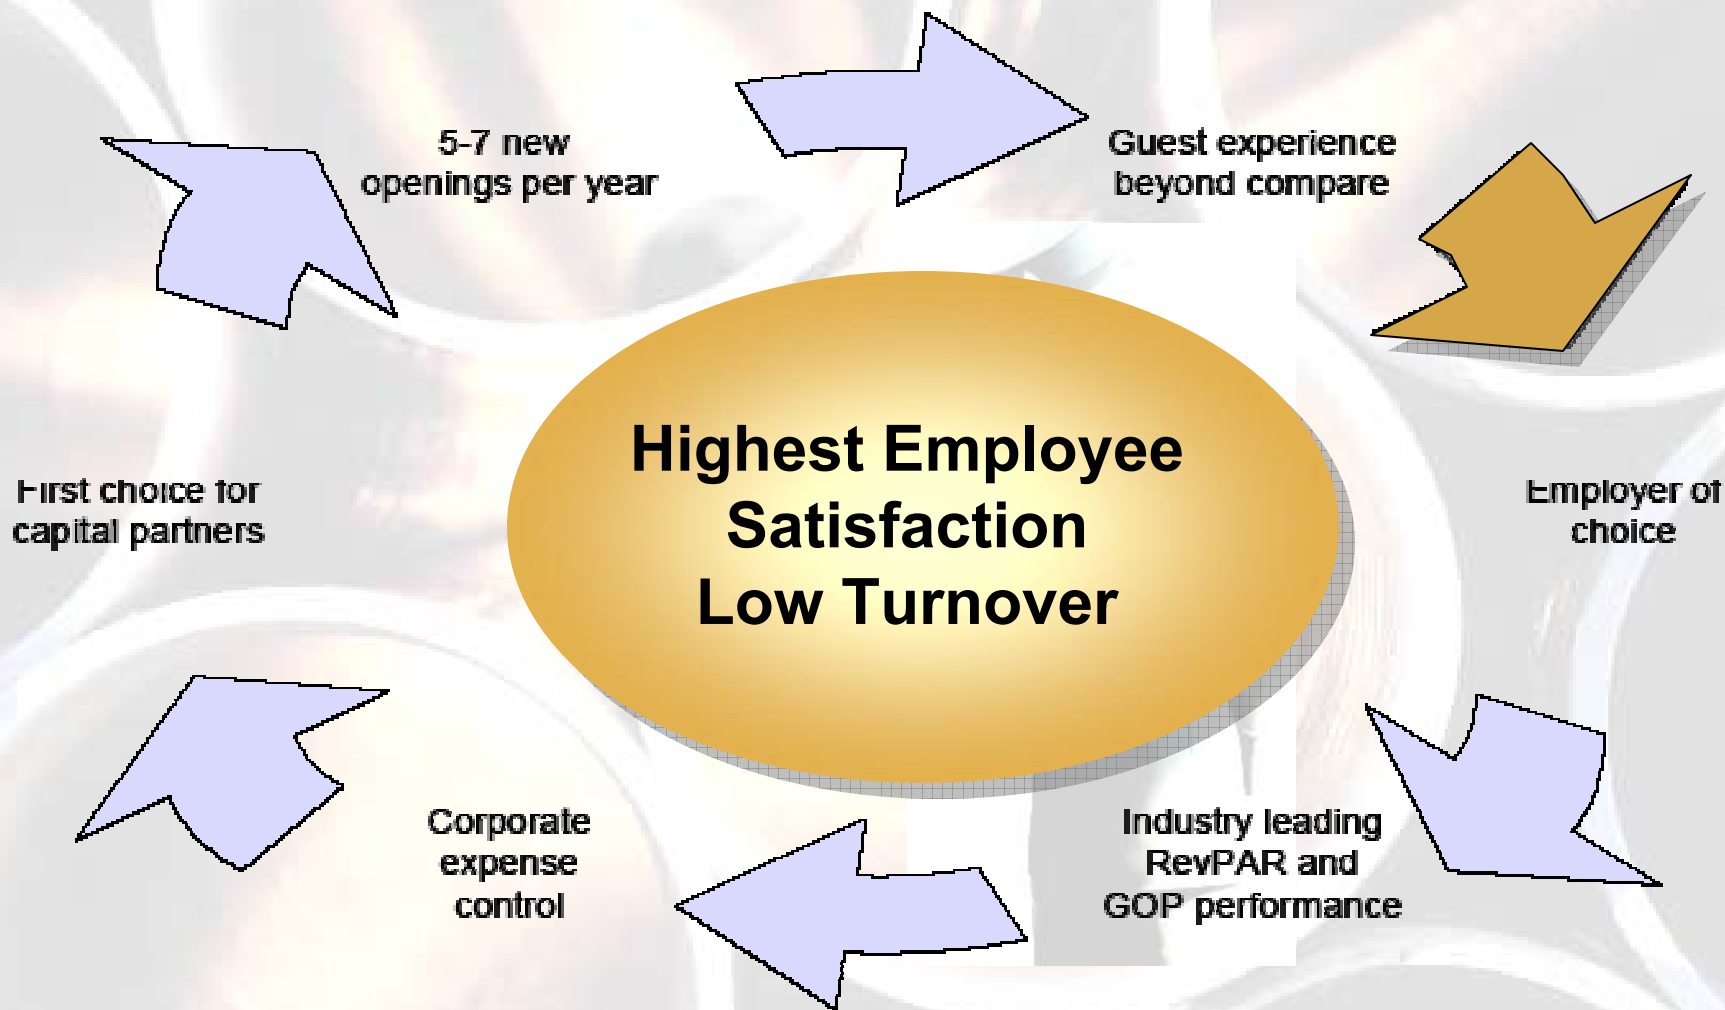 5-7 new
openings per year
Guest experience
beyond compare
Highest Employee
Satisfaction
Low Turnover
First choice for
capital partners
Employer of
choice
Corporate
expense
control
Industry leading
RevPAR and
GOP performance